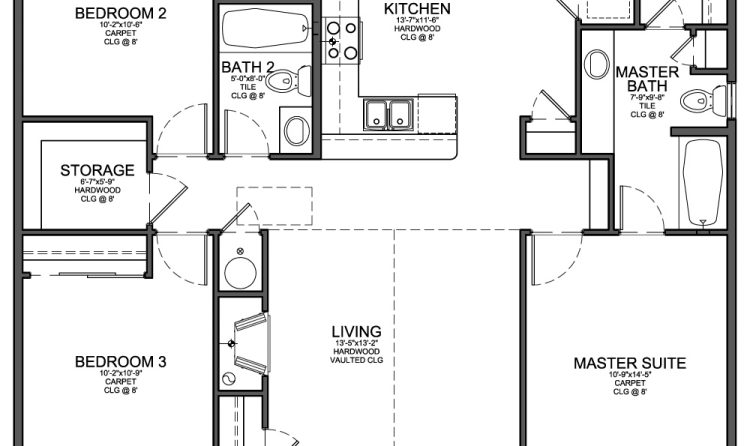 BEDROOM 2
10'-2"x10'-6"
CARPET
CLG @ 8'
KITCHEN
13'-7"x11'-6"
HARDWOOD
CLG @ 8'
BATH 2
5'-0"x8'-0"
TILE
CLG @ 8'
MASTER
BATH
7'-9"x9'-8"
TILE
CLG @ 8'
STORAGE
6'-7"x5'-9"
HARDWOOD
CLG @ 8'
LIVING
13'-5"x13'-2"
HARDWOOD
VAULTED CLG
BEDROOM 3
10'-2"x10'-9"
CARPET
CLG @ 8'
MASTER SUITE
10'-9"x14'-5"
CARPET
CLG @ 8'